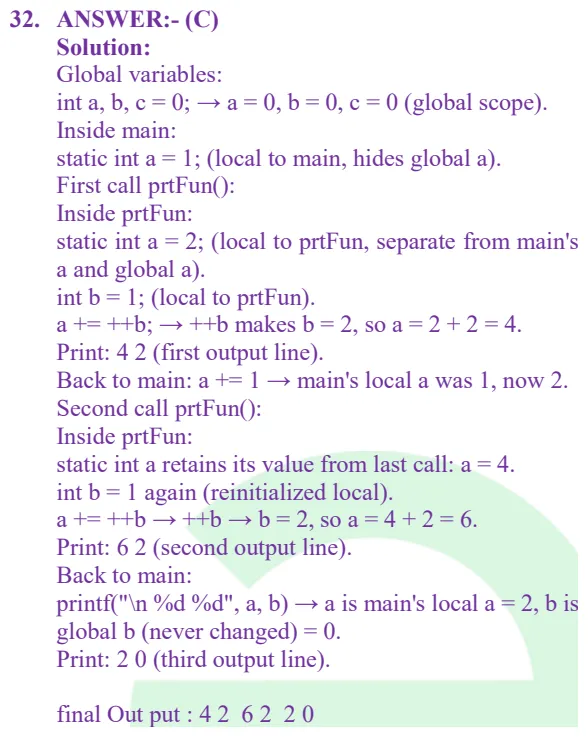 32. ANSWER:- (C)
Solution:
Global variables:
int a, b, c = 0; → a = 0, b = 0, c = 0 (global scope).
Inside main:
static int a = 1; (local to main, hides global a).
First call prtFun():
Inside prtFun:
static int a = 2; (local to prtFun, separate from main's
a and global a).
int b = 1; (local to prtFun).
a += ++b; → ++b makes b = 2, so a = 2 + 2 = 4.
Print: 4 2 (first output line).
Back to main: a += 1 → main's local a was 1, now 2.
Second call prtFun():
Inside prtFun:
static int a retains its value from last call: a = 4.
int b = 1 again (reinitialized local).
a += ++b → ++b → b = 2, so a = 4 + 2 = 6.
Print: 6 2 (second output line).
Back to main:
printf("\n %d %d", a, b) → a is main's local a = 2, b is
global b (never changed) = 0.
Print: 2 0 (third output line).
final Out put : 4 2 6 2 2 0